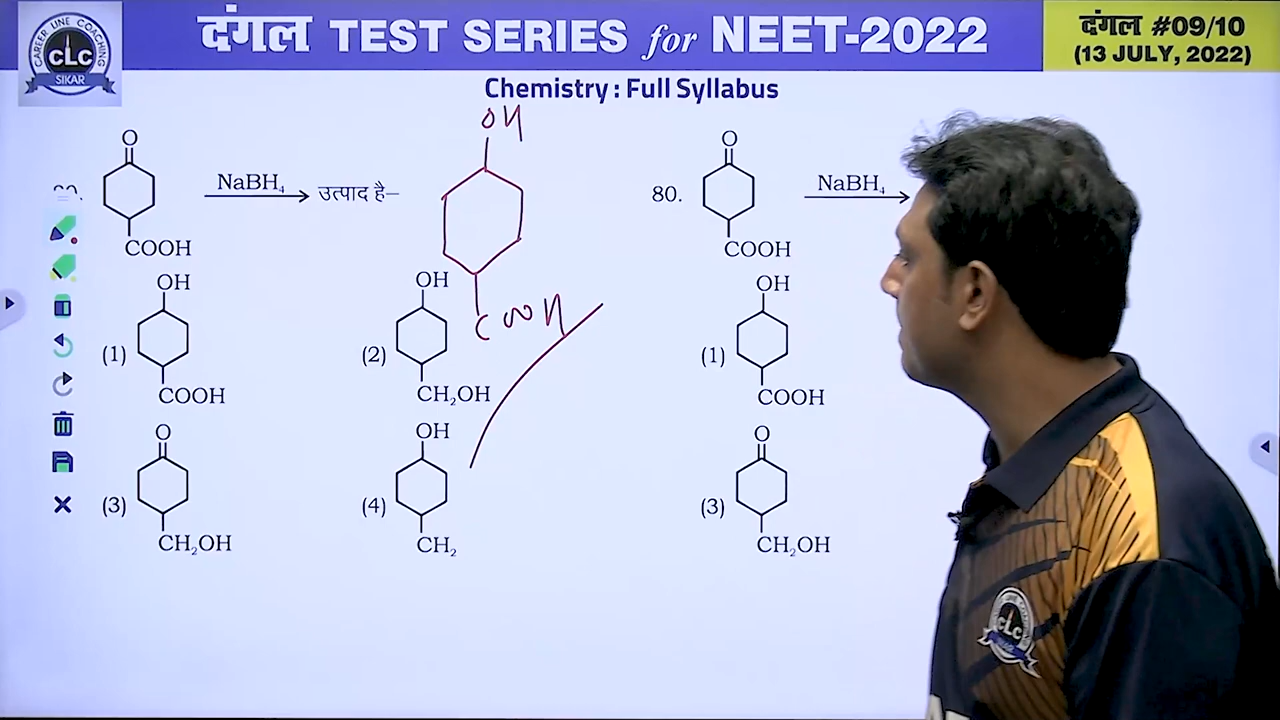 CAREER LINE COACHING
CLC
SIKAR
दंगल TEST SERIES for NEET-2022
दंगल #09/10
(13 JULY, 2022)
Chemistry : Full Syllabus
O
COOH
NaBH₄
उत्पाद है–
OH
COOH
(1)
OH
COOH
(2)
OH
CH₂OH
(3)
O
CH₂OH
(4)
OH
CH₂
80.
O
COOH
NaBH₄
(1)
OH
COOH
(3)
O
CH₂OH
CLC